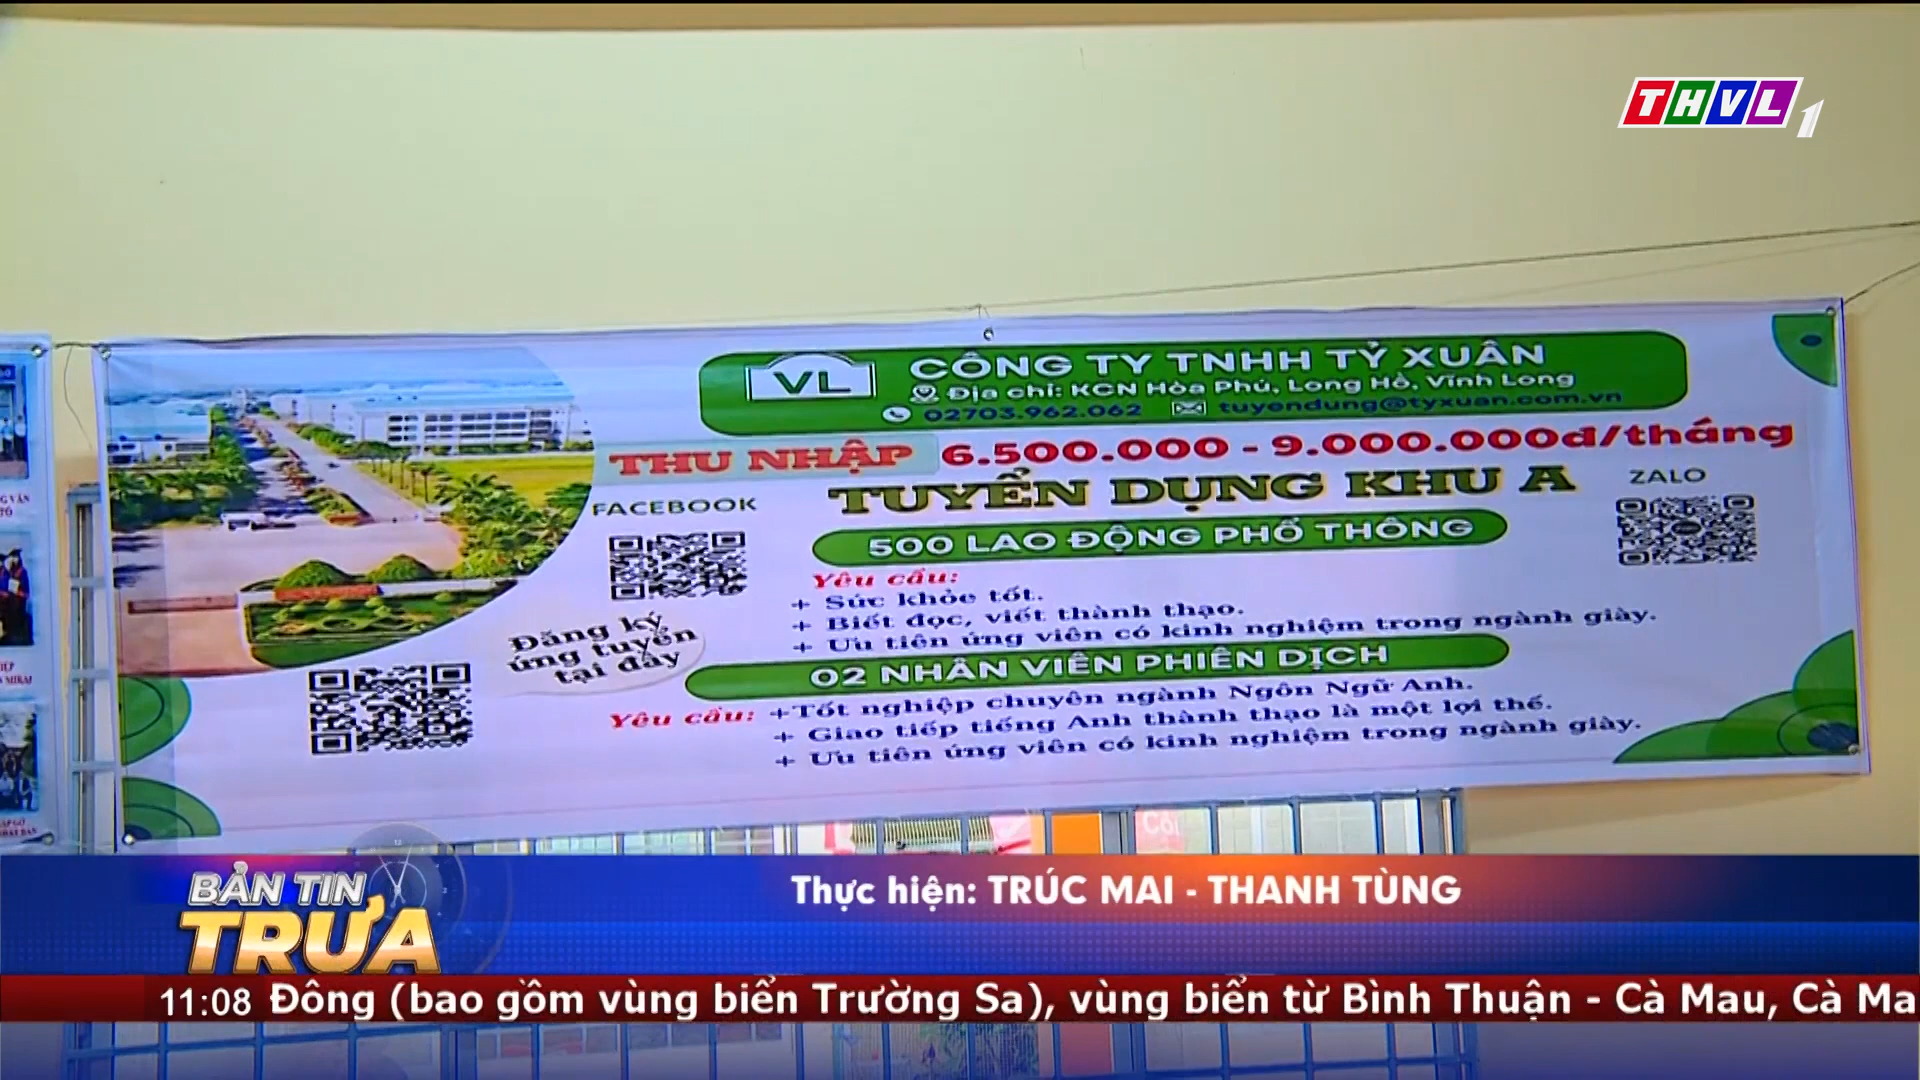 THVL1
VL
CÔNG TY TNHH TỶ XUÂN
Địa chỉ: KCN Hòa Phú, Long Hồ, Vĩnh Long
02703.962.062 tuyendung@tyxuan.com.vn
THU NHẬP 6.500.000 - 9.000.000đ/tháng
TUYỂN DỤNG KHU A
FACEBOOK
ZALO
500 LAO ĐỘNG PHỔ THÔNG
Yêu cầu:
+ Sức khỏe tốt.
+ Biết đọc, viết thành thạo.
+ Ưu tiên ứng viên có kinh nghiệm trong ngành giày.
Đăng ký
ứng tuyển
tại đây
02 NHÂN VIÊN PHIÊN DỊCH
Yêu cầu: +Tốt nghiệp chuyên ngành Ngôn Ngữ Anh.
+ Giao tiếp tiếng Anh thành thạo là một lợi thế.
+ Ưu tiên ứng viên có kinh nghiệm trong ngành giày.
BẢN TIN
TRƯA
Thực hiện: TRÚC MAI - THANH TÙNG
11:08 Đông (bao gồm vùng biển Trường Sa), vùng biển từ Bình Thuận - Cà Mau, Cà Ma